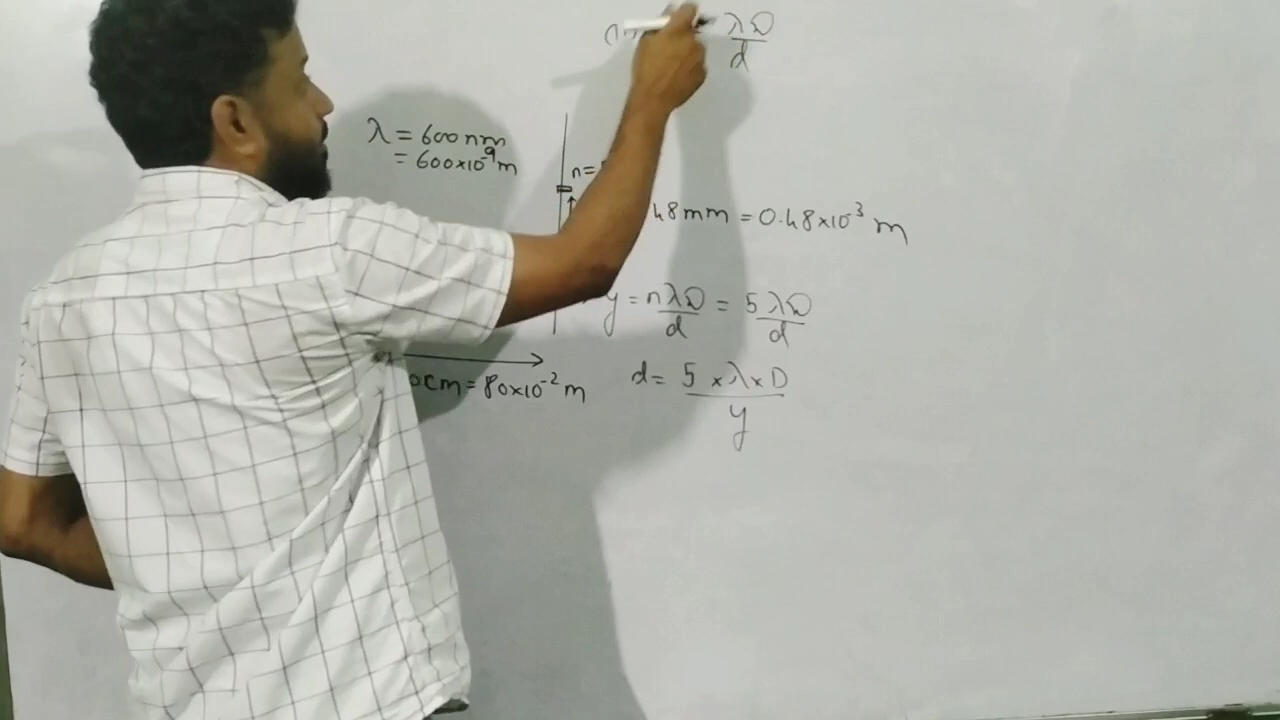 λD
d
λ = 600 nm
= 600×10⁻⁹ m
n =
48 mm = 0.48×10⁻³ m
y = nλD/d = 5 λD/d
cm = 80×10⁻² m
d = 5 × λ × D
y